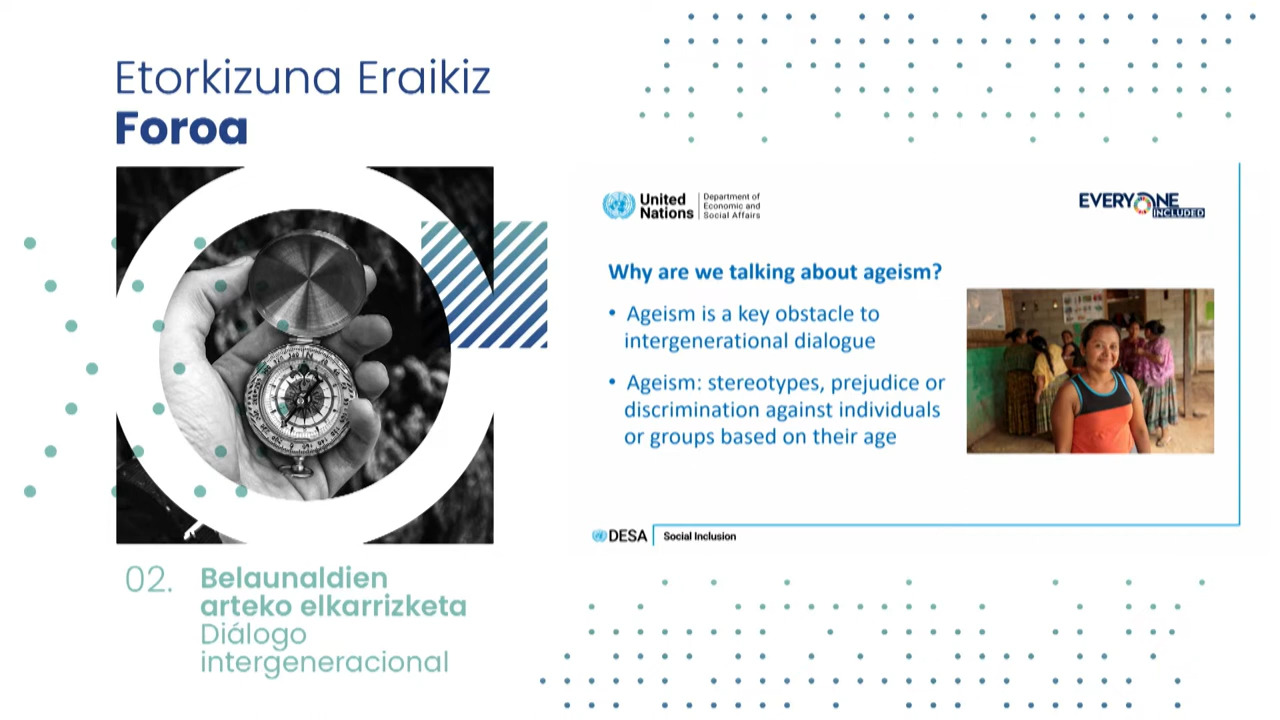 Etorkizuna Eraikiz
Foroa
United
Nations
Department of
Economic and
Social Affairs
EVERYONE
INCLUDED
Why are we talking about ageism?
• Ageism is a key obstacle to
intergenerational dialogue
• Ageism: stereotypes, prejudice or
discrimination against individuals
or groups based on their age
DESA
Social Inclusion
02.
Belaunaldien
arteko elkarrizketa
Diálogo
intergeneracional